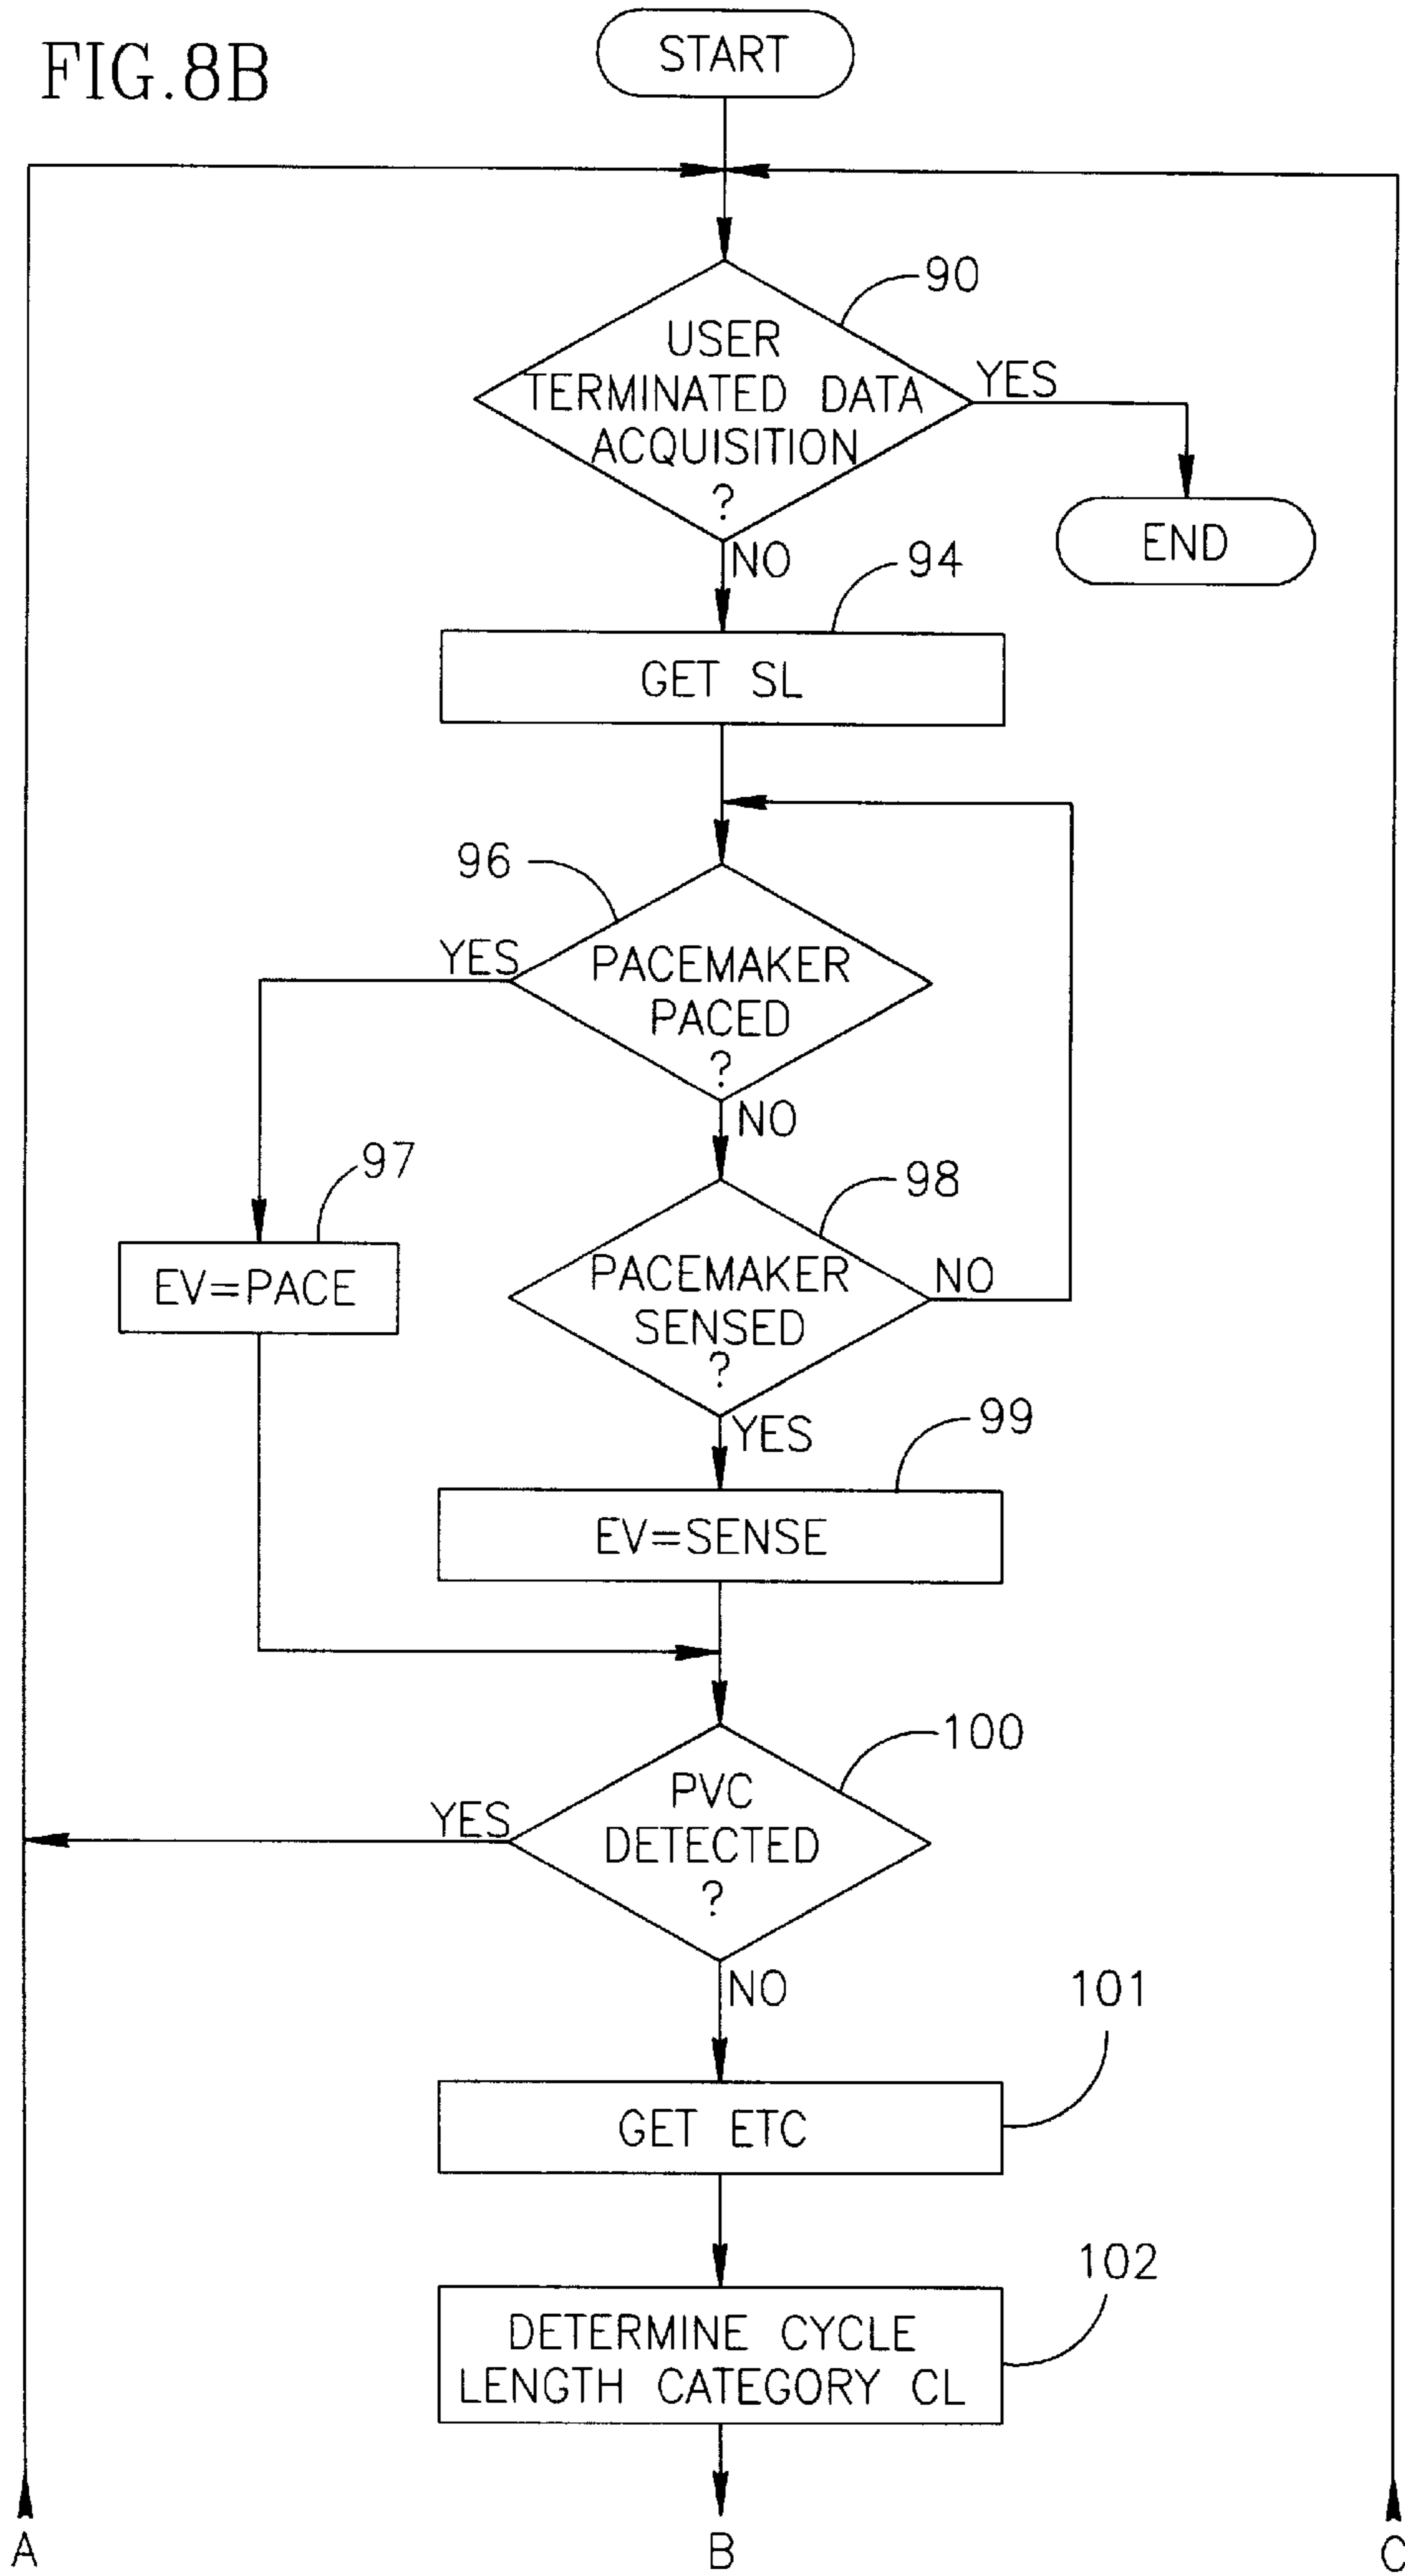 FIG.8B
START
90
USER
TERMINATED DATA
ACQUISITION
?
YES
END
NO
94
GET SL
96
YES
PACEMAKER
PACED
?
NO
97
98
EV=PACE
PACEMAKER
SENSED
?
NO
YES
99
EV=SENSE
100
YES
PVC
DETECTED
?
NO
101
GET ETC
102
DETERMINE CYCLE
LENGTH CATEGORY CL
A
B
C